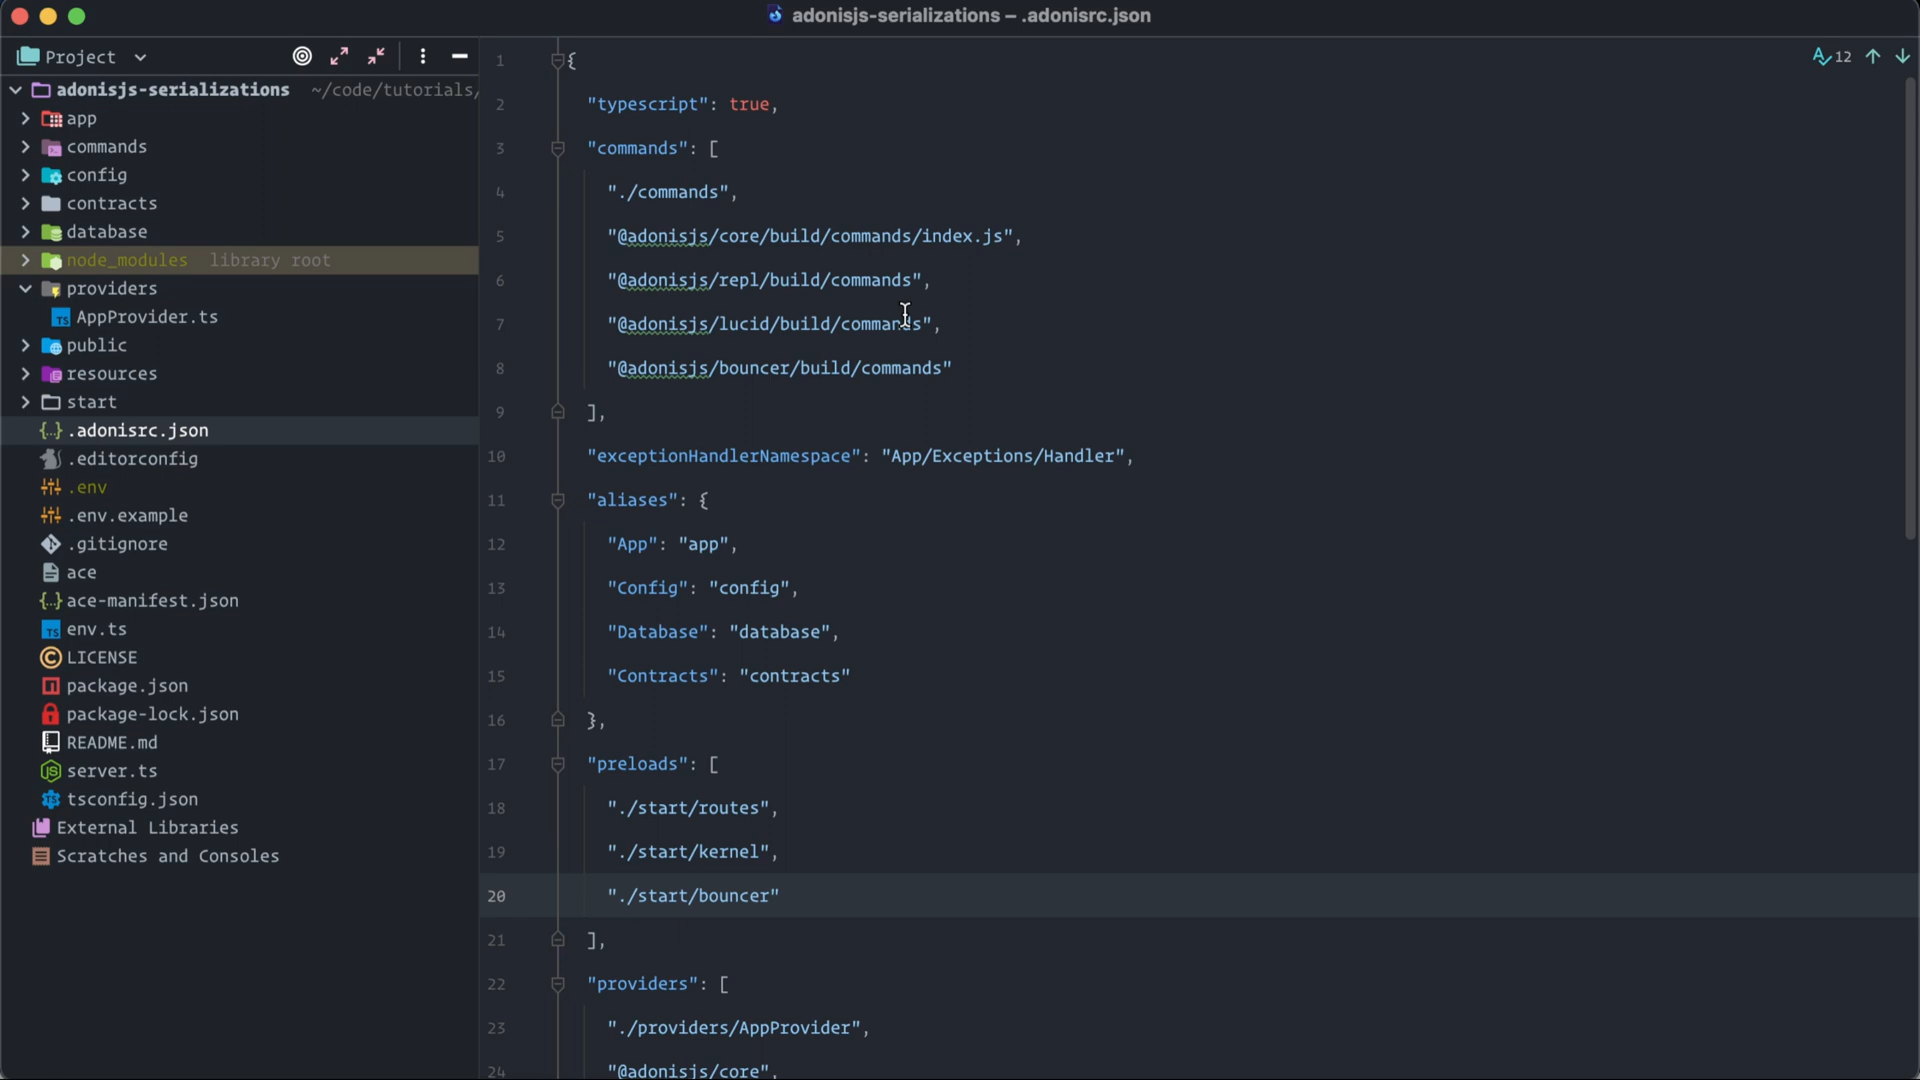 adonisjs-serializations – .adonisrc.json
Project
adonisjs-serializations ~/code/tutorials/
app
commands
config
contracts
database
node_modules library root
providers
AppProvider.ts
public
resources
start
.adonisrc.json
.editorconfig
.env
.env.example
.gitignore
ace
ace-manifest.json
env.ts
LICENSE
package.json
package-lock.json
README.md
server.ts
tsconfig.json
External Libraries
Scratches and Consoles
12
1 {
2 "typescript": true,
3 "commands": [
4 "./commands",
5 "@adonisjs/core/build/commands/index.js",
6 "@adonisjs/repl/build/commands",
7 "@adonisjs/lucid/build/commands",
8 "@adonisjs/bouncer/build/commands"
9 ],
10 "exceptionHandlerNamespace": "App/Exceptions/Handler",
11 "aliases": {
12 "App": "app",
13 "Config": "config",
14 "Database": "database",
15 "Contracts": "contracts"
16 },
17 "preloads": [
18 "./start/routes",
19 "./start/kernel",
20 "./start/bouncer"
21 ],
22 "providers": [
23 "./providers/AppProvider",
24 "@adonisjs/core",